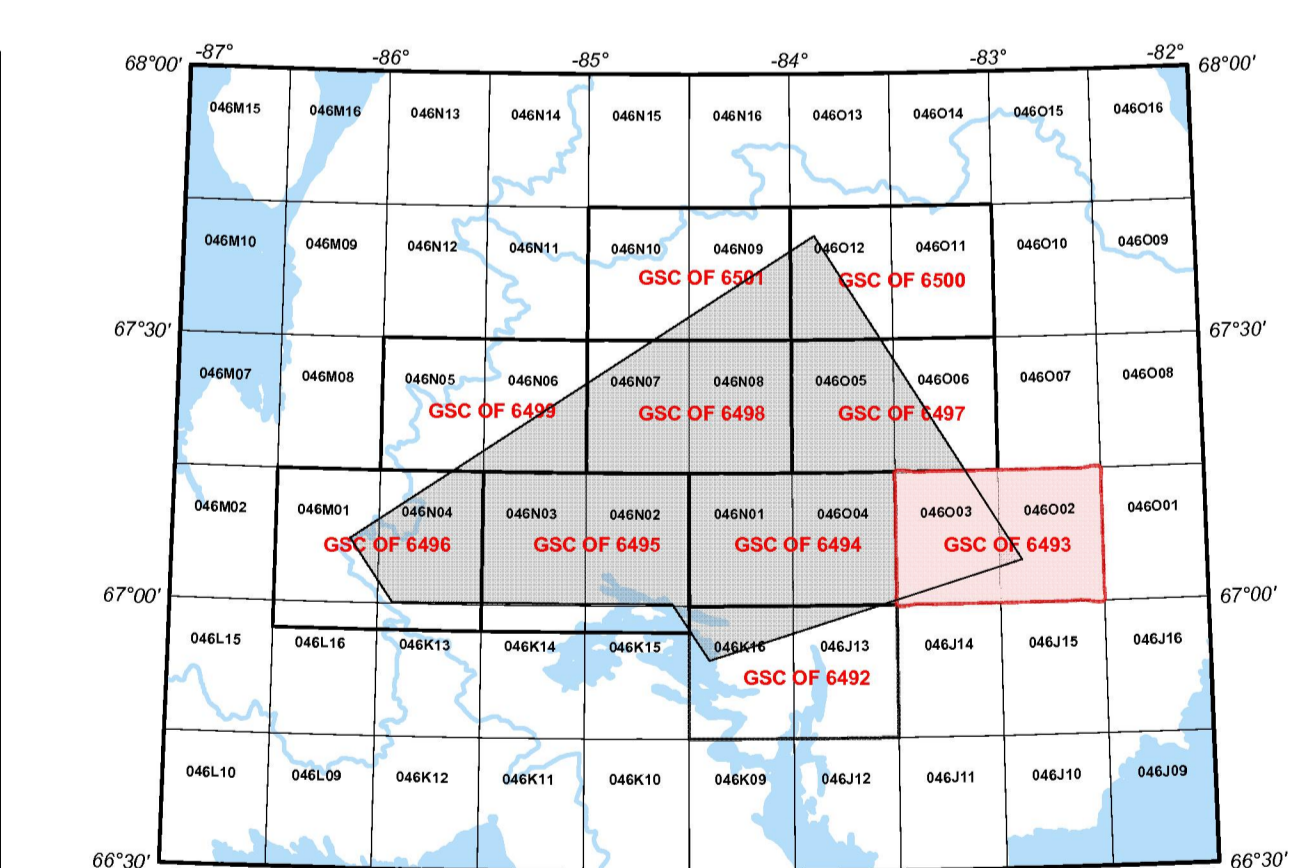 -87° -86° -85° -84° -83° -82°
68°00' 68°00'
046M15 046M16 046N13 046N14 046N15 046N16 046O13 046O14 046O15 046O16
046M10 046M09 046N12 046N11 046N10 046N09 046O12 046O11 046O10 046O09
GSC OF 6501 GSC OF 6500
67°30' 67°30'
046M07 046M08 046N05 046N06 046N07 046N08 046O05 046O06 046O07 046O08
GSC OF 6499 GSC OF 6498 GSC OF 6497
046M02 046M01 046N04 046N03 046N02 046N01 046O04 046O03 046O02 046O01
GSC OF 6496 GSC OF 6495 GSC OF 6494 GSC OF 6493
67°00' 67°00'
046L15 046L16 046K13 046K14 046K15 046K16 046J13 046J14 046J15 046J16
GSC OF 6492
046L10 046L09 046K12 046K11 046K10 046K09 046J12 046J11 046J10 046J09
66°30' 66°30'